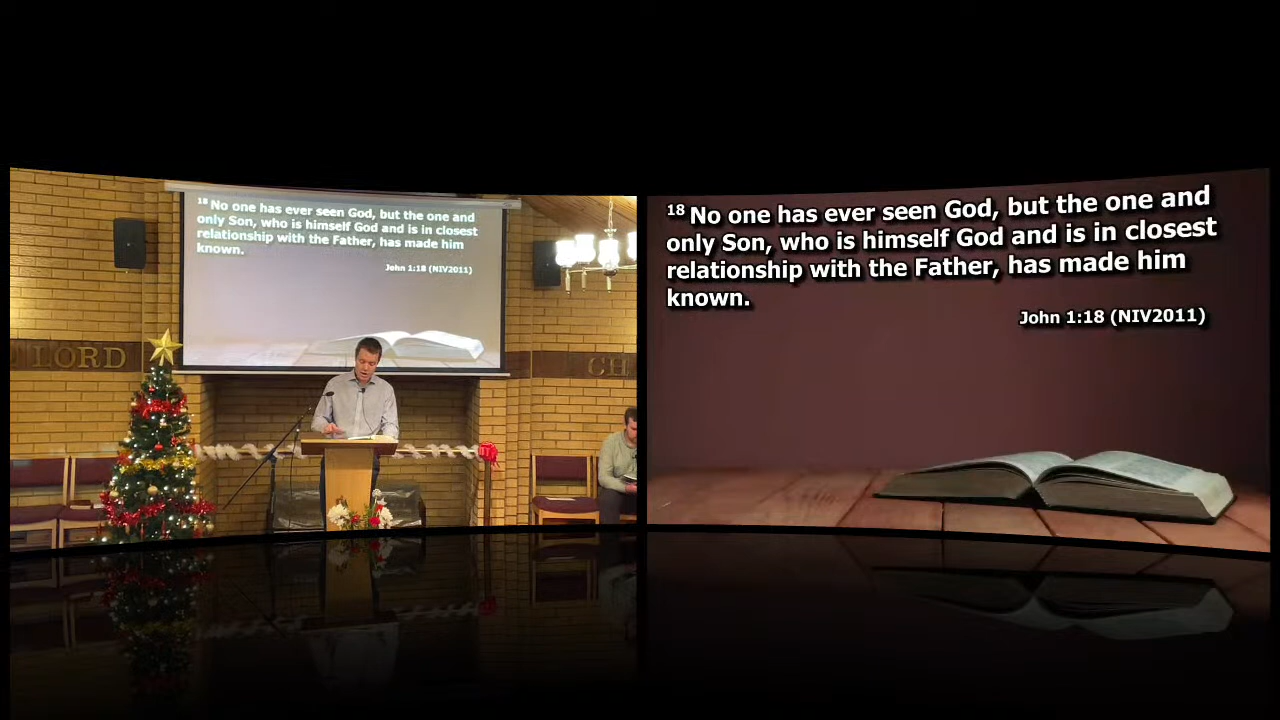 18 No one has ever seen God, but the one and
only Son, who is himself God and is in closest
relationship with the Father, has made him
known.
John 1:18 (NIV2011)
LORD
CH
18 No one has ever seen God, but the one and
only Son, who is himself God and is in closest
relationship with the Father, has made him
known.
John 1:18 (NIV2011)